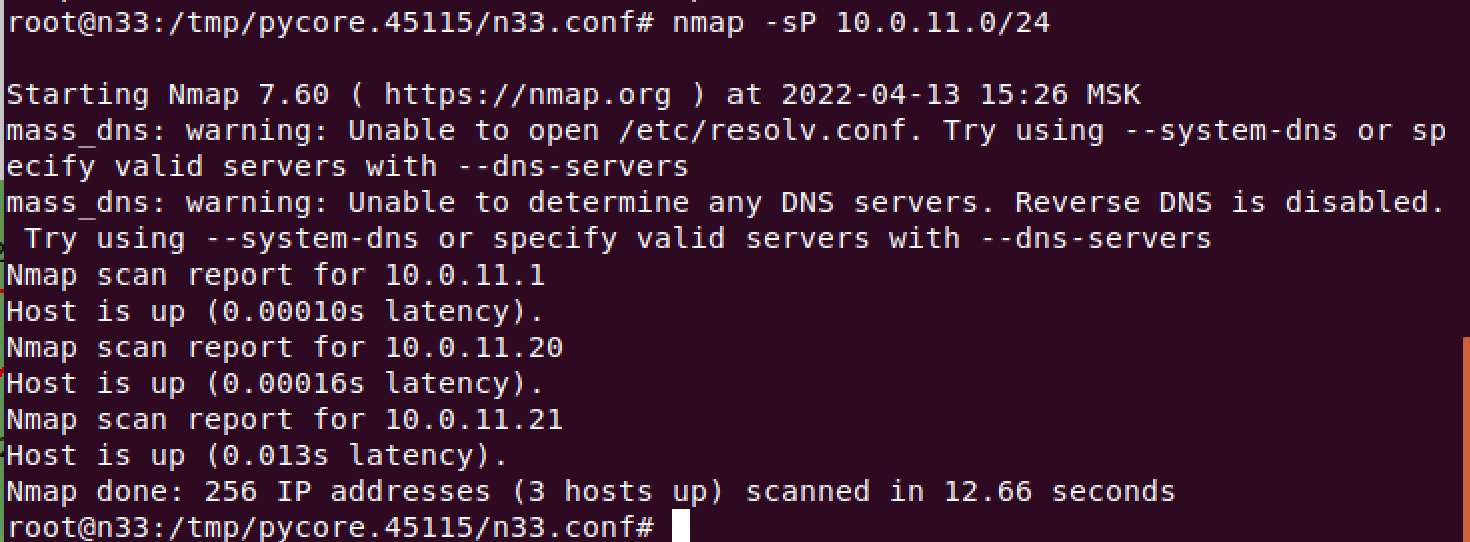 root@n33:/tmp/pycore.45115/n33.conf# nmap -sP 10.0.11.0/24
Starting Nmap 7.60 ( https://nmap.org ) at 2022-04-13 15:26 MSK
mass_dns: warning: Unable to open /etc/resolv.conf. Try using --system-dns or sp
ecify valid servers with --dns-servers
mass_dns: warning: Unable to determine any DNS servers. Reverse DNS is disabled.
 Try using --system-dns or specify valid servers with --dns-servers
Nmap scan report for 10.0.11.1
Host is up (0.00010s latency).
Nmap scan report for 10.0.11.20
Host is up (0.00016s latency).
Nmap scan report for 10.0.11.21
Host is up (0.013s latency).
Nmap done: 256 IP addresses (3 hosts up) scanned in 12.66 seconds
root@n33:/tmp/pycore.45115/n33.conf#